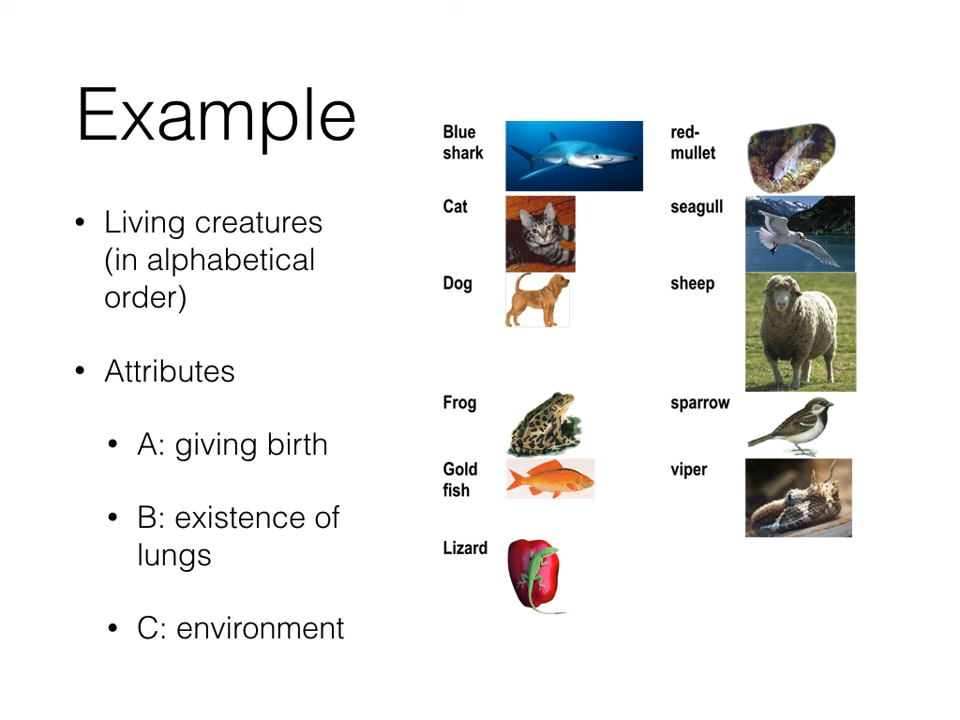 Example
• Living creatures
(in alphabetical
order)
• Attributes
• A: giving birth
• B: existence of
lungs
• C: environment
Blue
shark
Cat
Dog
Frog
Gold
fish
Lizard
red-
mullet
seagull
sheep
sparrow
viper